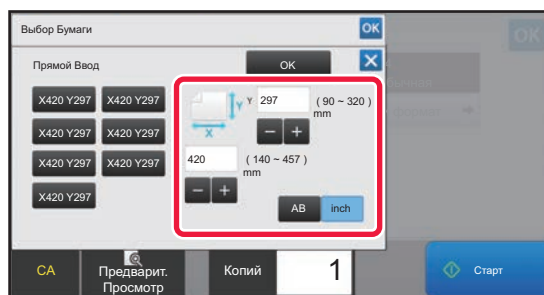 Выбор Бумаги
OK
OK
Прямой Ввод
OK
X420 Y297
X420 Y297
X420 Y297
X420 Y297
X420 Y297
X420 Y297
X420 Y297
Y
Y 297
( 90 ~ 320 )
mm
X
420
( 140 ~ 457 )
mm
AB
inch
CA
Предварит.
Просмотр
Копий
1
Старт